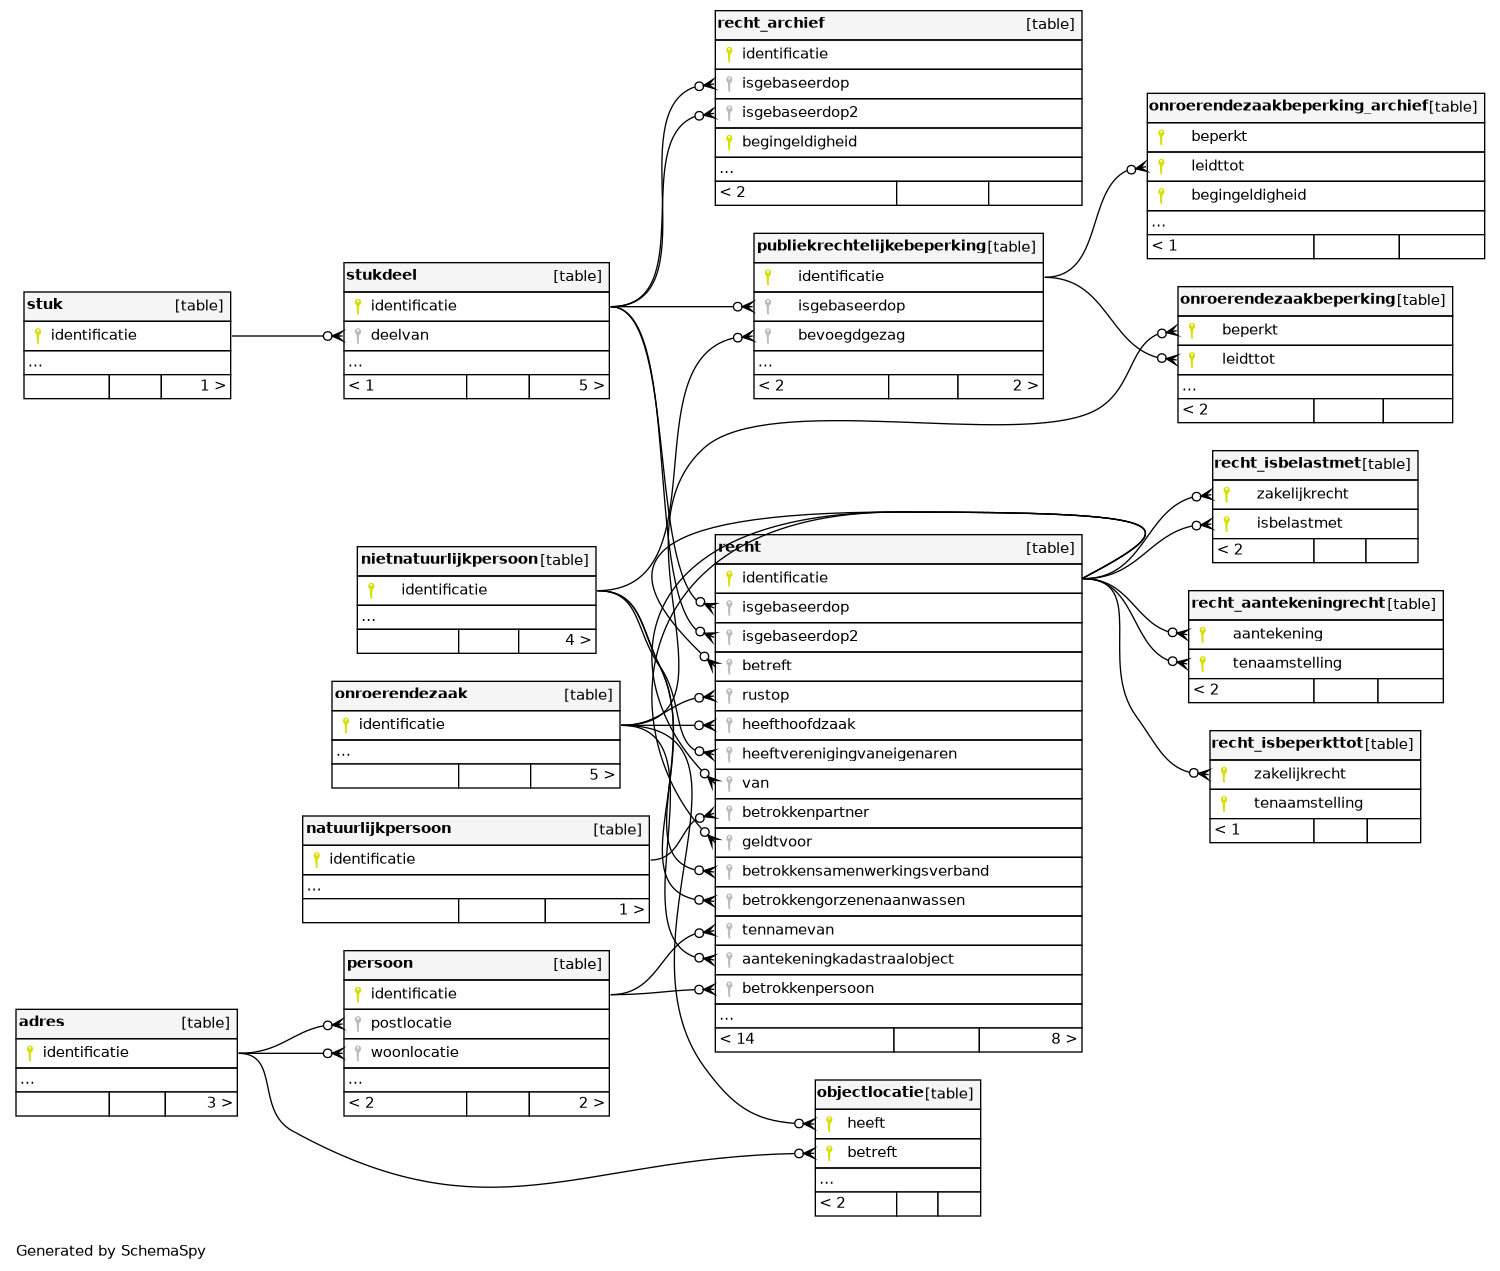 recht_archief [table]
identificatie
isgebaseerdop
isgebaseerdop2
begingeldigheid
...
< 2
onroerendezaakbeperking_archief [table]
beperkt
leidttot
begingeldigheid
...
< 1
publiekrechtelijkebeperking [table]
identificatie
isgebaseerdop
bevoegdgezag
...
< 2 2 >
stukdeel [table]
identificatie
deelvan
...
< 1 5 >
stuk [table]
identificatie
...
1 >
onroerendezaakbeperking [table]
beperkt
leidttot
...
< 2
recht_isbelastmet [table]
zakelijkrecht
isbelastmet
< 2
nietnatuurlijkpersoon [table]
identificatie
...
4 >
recht [table]
identificatie
isgebaseerdop
isgebaseerdop2
betreft
rustop
heefthoofdzaak
heeftverenigingvaneigenaren
van
betrokkenpartner
geldtvoor
betrokkensamenwerkingsverband
betrokkengorzenenaanwassen
tennamevan
aantekeningkadastraalobject
betrokkenpersoon
...
< 14 8 >
recht_aantekeningrecht [table]
aantekening
tenaamstelling
< 2
onroerendezaak [table]
identificatie
...
5 >
recht_isbeperkttot [table]
zakelijkrecht
tenaamstelling
< 1
natuurlijkpersoon [table]
identificatie
...
1 >
persoon [table]
identificatie
postlocatie
woonlocatie
...
< 2 2 >
adres [table]
identificatie
...
3 >
objectlocatie [table]
heeft
betreft
...
< 2
Generated by SchemaSpy